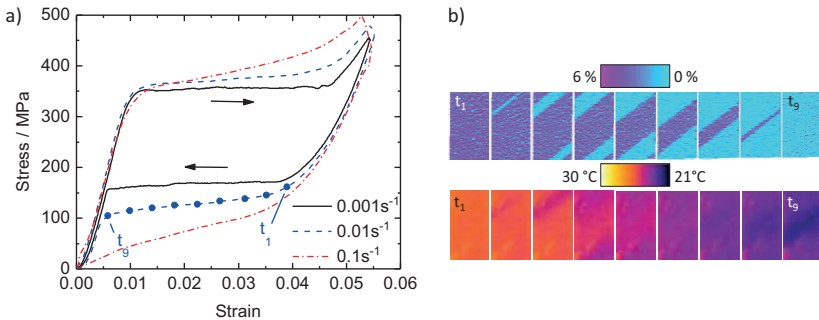 a)
Stress / MPa
500
400
300
200
100
0
0.00 0.01 0.02 0.03 0.04 0.05 0.06
Strain
t9
t1
0.001s-1
0.01s-1
0.1s-1
b)
6 % 0 %
t1 t9
30 °C 21°C
t1 t9